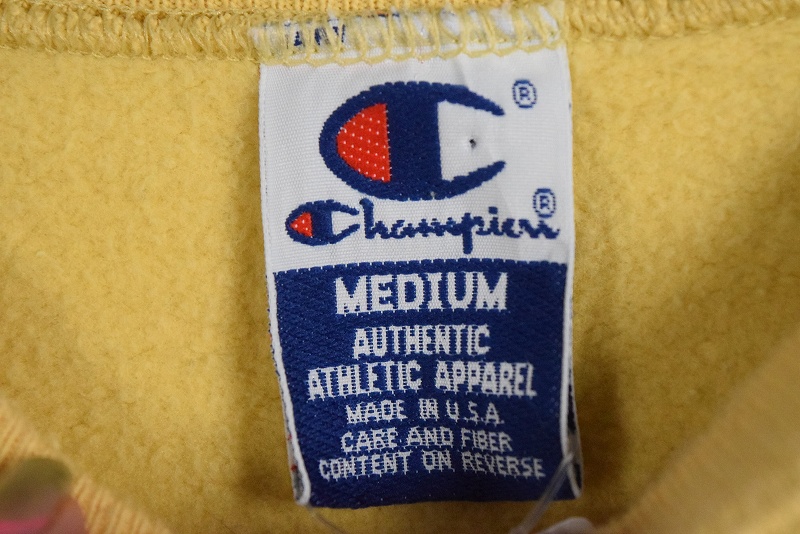 ®
Champion®
MEDIUM
AUTHENTIC
ATHLETIC APPAREL
MADE IN U.S.A.
CARE AND FIBER
CONTENT ON REVERSE